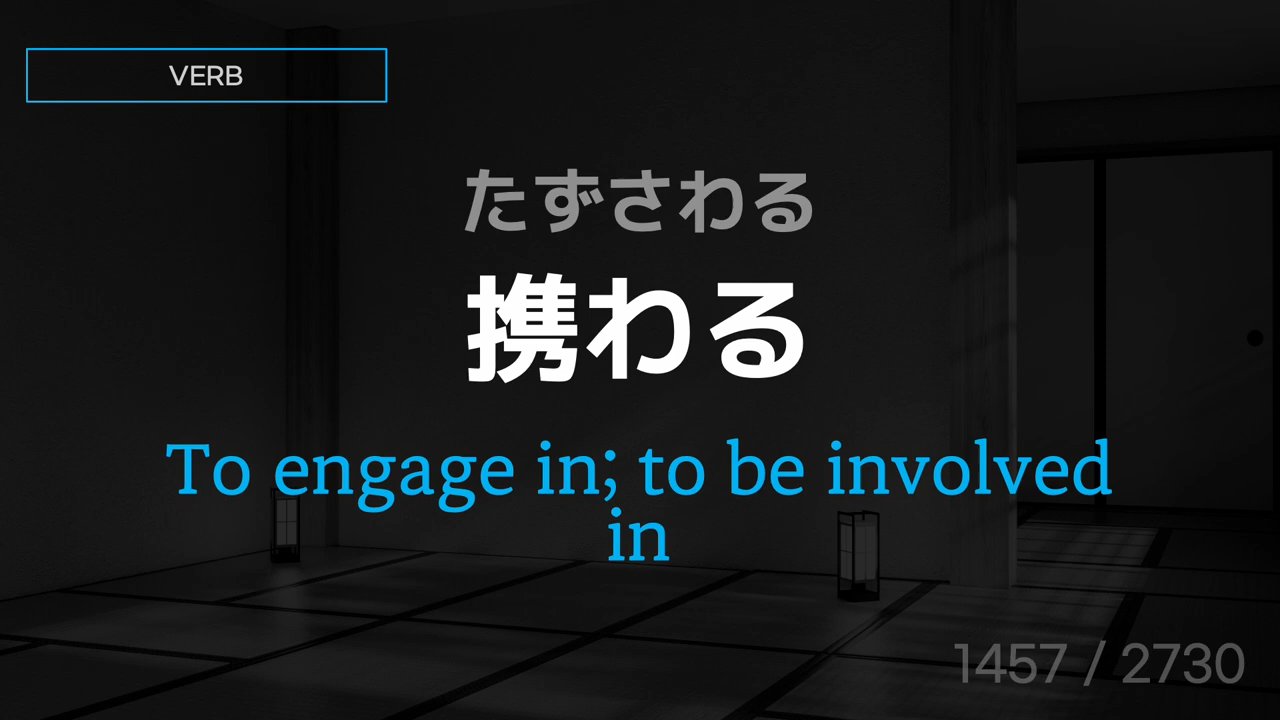 VERB
たずさわる
携わる
To engage in; to be involved
in
1457 / 2730